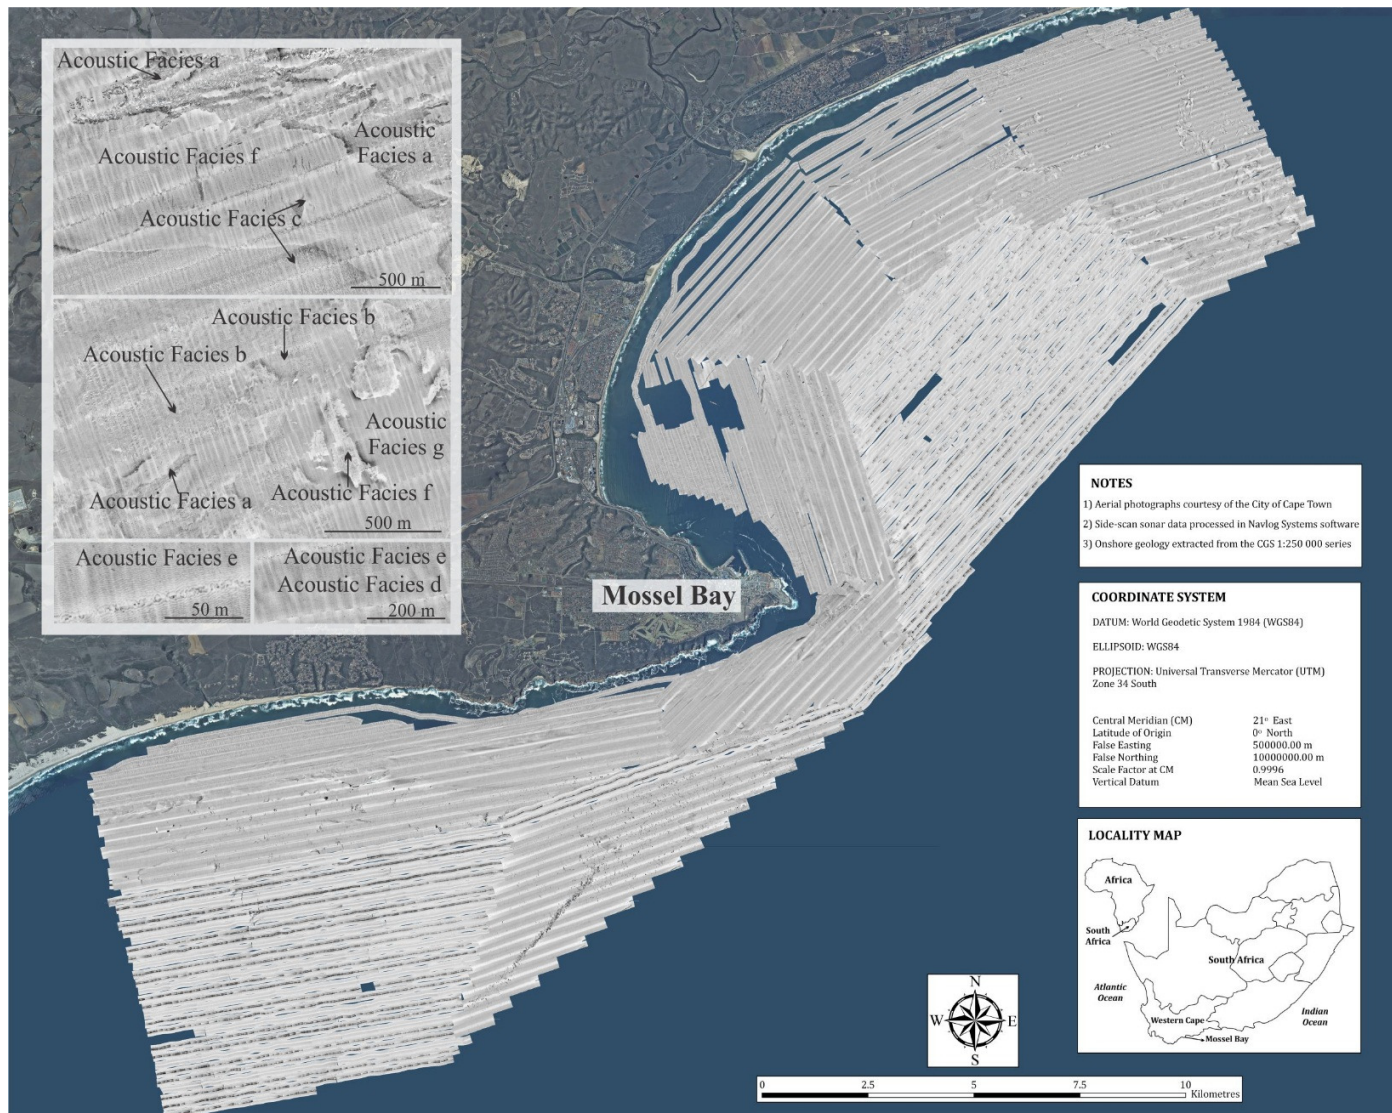 Acoustic Facies a
Acoustic
Facies a
Acoustic Facies f
Acoustic Facies c
500 m
Acoustic Facies b
Acoustic Facies b
Acoustic
Facies g
Acoustic Facies a
Acoustic Facies f
500 m
Acoustic Facies e
50 m
Acoustic Facies e
Acoustic Facies d
200 m
Mossel Bay
NOTES
1) Aerial photographs courtesy of the City of Cape Town
2) Side-scan sonar data processed in Navlog Systems software
3) Onshore geology extracted from the CGS 1:250 000 series
COORDINATE SYSTEM
DATUM: World Geodetic System 1984 (WGS84)
ELLIPSOID: WGS84
PROJECTION: Universal Transverse Mercator (UTM)
Zone 34 South
Central Meridian (CM) 21° East
Latitude of Origin 0° North
False Easting 500000.00 m
False Northing 10000000.00 m
Scale Factor at CM 0.9996
Vertical Datum Mean Sea Level
LOCALITY MAP
Africa
South
Africa
South Africa
Atlantic
Ocean
Indian
Ocean
Western Cape
Mossel Bay
N
W E
S
0 2.5 5 7.5 10
Kilometres